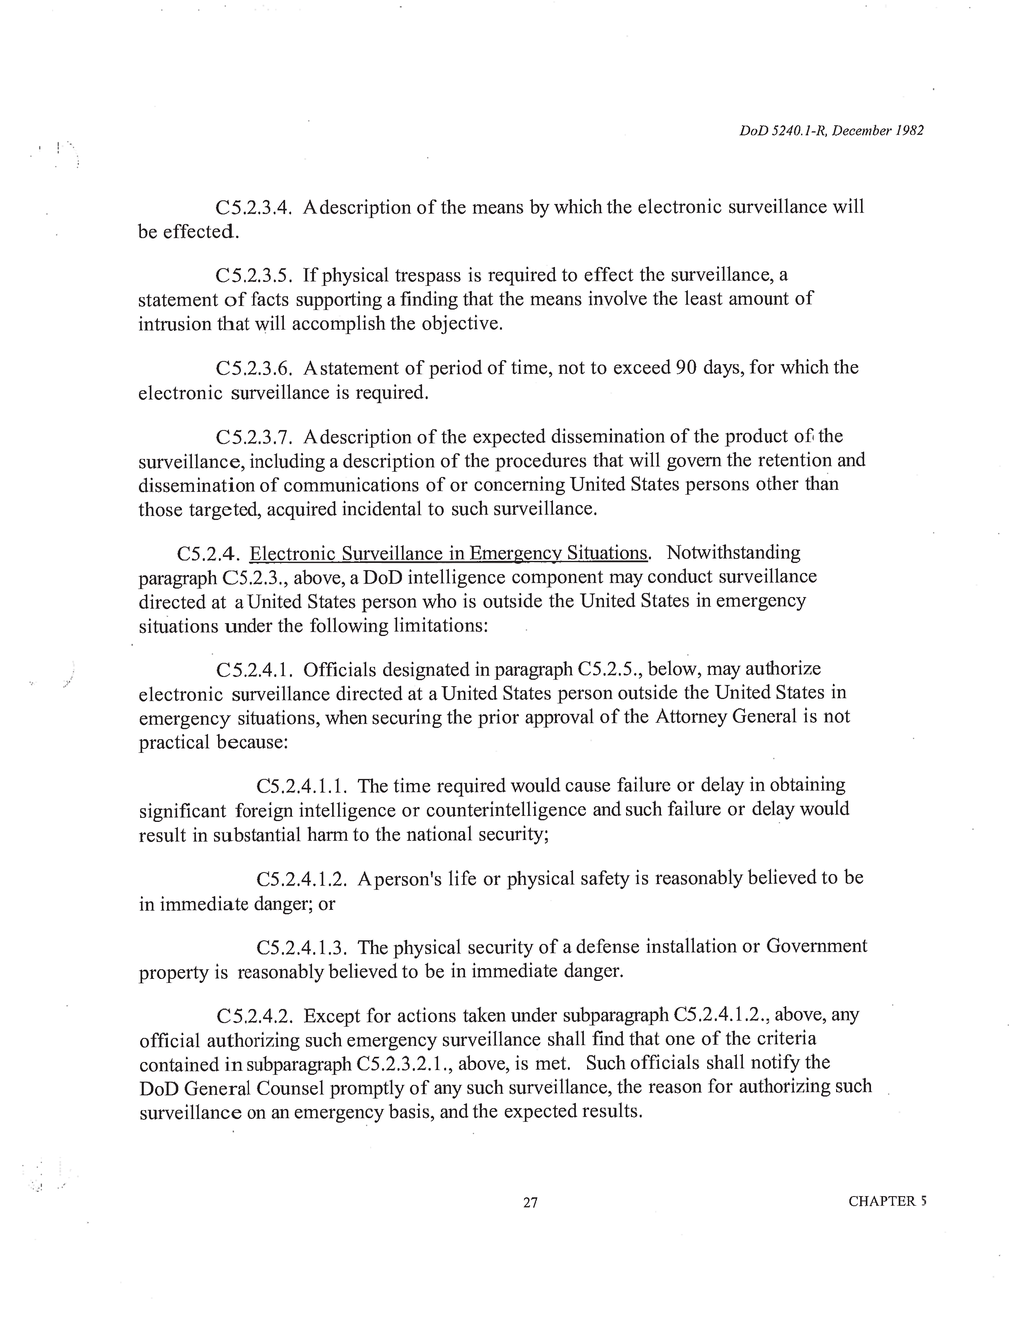 DoD 5240.1-R, December 1982
C5.2.3.4. A description of the means by which the electronic surveillance will
be effected.
C5.2.3.5. If physical trespass is required to effect the surveillance, a
statement of facts supporting a finding that the means involve the least amount of
intrusion that will accomplish the objective.
C5.2.3.6. A statement of period of time, not to exceed 90 days, for which the
electronic surveillance is required.
C5.2.3.7. A description of the expected dissemination of the product of the
surveillance, including a description of the procedures that will govern the retention and
dissemination of communications of or concerning United States persons other than
those targeted, acquired incidental to such surveillance.
C5.2.4. Electronic Surveillance in Emergency Situations. Notwithstanding
paragraph C5.2.3., above, a DoD intelligence component may conduct surveillance
directed at a United States person who is outside the United States in emergency
situations under the following limitations:
C5.2.4.1. Officials designated in paragraph C5.2.5., below, may authorize
electronic surveillance directed at a United States person outside the United States in
emergency situations, when securing the prior approval of the Attorney General is not
practical because:
C5.2.4.1.1. The time required would cause failure or delay in obtaining
significant foreign intelligence or counterintelligence and such failure or delay would
result in substantial harm to the national security;
C5.2.4.1.2. A person's life or physical safety is reasonably believed to be
in immediate danger; or
C5.2.4.1.3. The physical security of a defense installation or Government
property is reasonably believed to be in immediate danger.
C5.2.4.2. Except for actions taken under subparagraph C5.2.4.1.2., above, any
official authorizing such emergency surveillance shall find that one of the criteria
contained in subparagraph C5.2.3.2.1., above, is met. Such officials shall notify the
DoD General Counsel promptly of any such surveillance, the reason for authorizing such
surveillance on an emergency basis, and the expected results.
27
CHAPTER 5